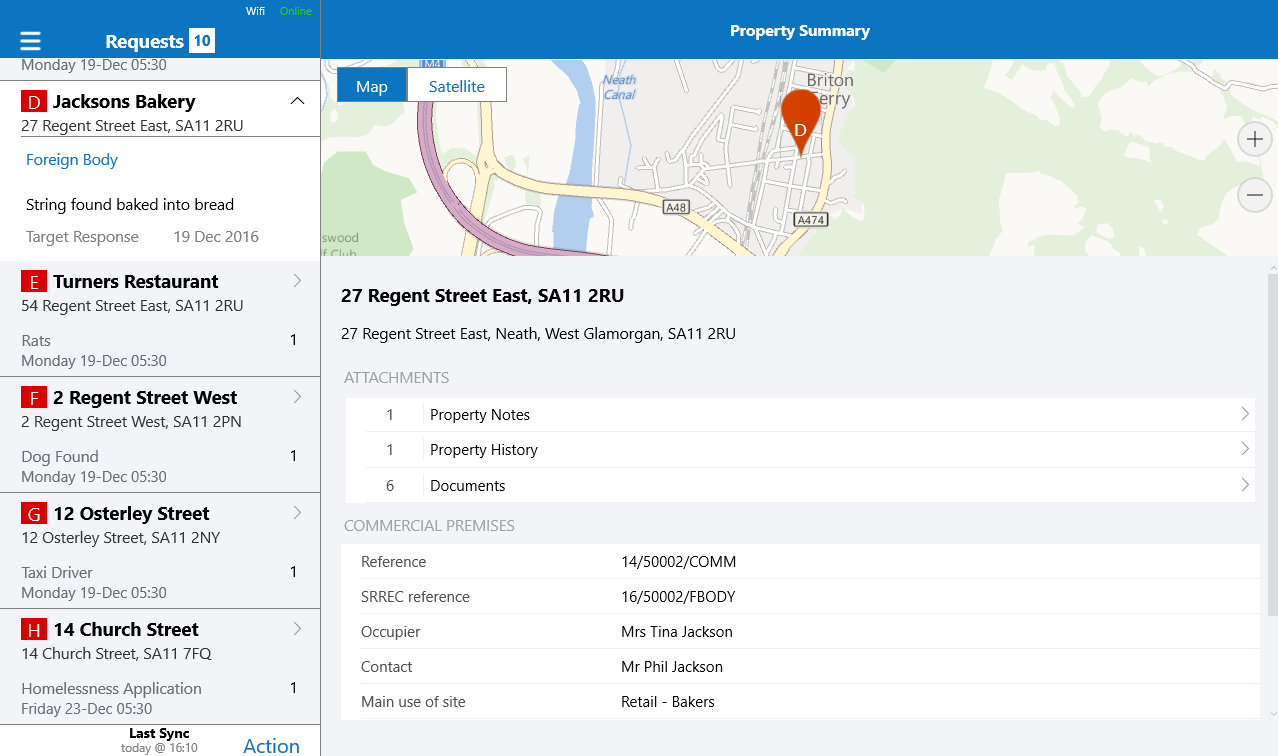 Wifi Online
Requests 10
Monday 19-Dec 05:30
D Jacksons Bakery
27 Regent Street East, SA11 2RU
Foreign Body
String found baked into bread
Target Response 19 Dec 2016
E Turners Restaurant
54 Regent Street East, SA11 2RU
Rats 1
Monday 19-Dec 05:30
F 2 Regent Street West
2 Regent Street West, SA11 2PN
Dog Found 1
Monday 19-Dec 05:30
G 12 Osterley Street
12 Osterley Street, SA11 2NY
Taxi Driver 1
Monday 19-Dec 05:30
H 14 Church Street
14 Church Street, SA11 7FQ
Homelessness Application 1
Friday 23-Dec 05:30
Last Sync
today @ 16:10
Action
Property Summary
Map Satellite
M4
Neath
Canal
Briton
Ferry
D
A48
A474
swood
lf Club
27 Regent Street East, SA11 2RU
27 Regent Street East, Neath, West Glamorgan, SA11 2RU
ATTACHMENTS
1 Property Notes
1 Property History
6 Documents
COMMERCIAL PREMISES
Reference 14/50002/COMM
SRREC reference 16/50002/FBODY
Occupier Mrs Tina Jackson
Contact Mr Phil Jackson
Main use of site Retail - Bakers